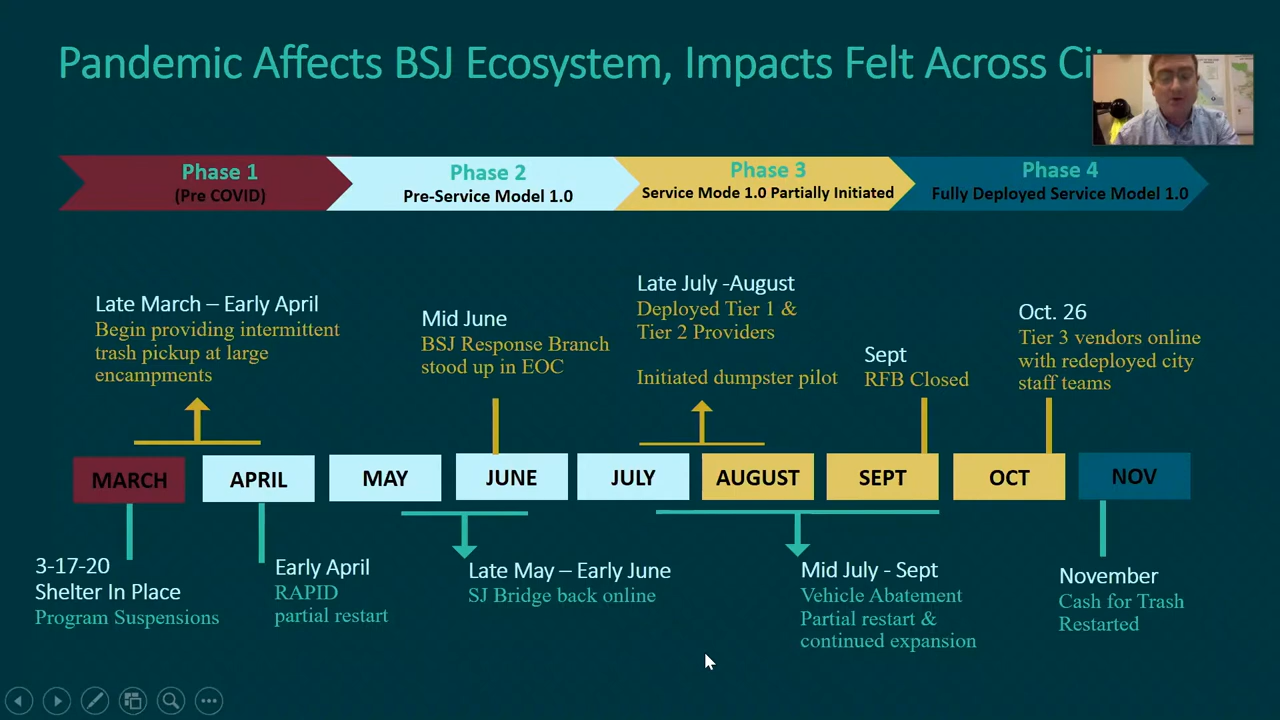 Pandemic Affects BSJ Ecosystem, Impacts Felt Across
Phase 1
(Pre COVID)
Phase 2
Pre-Service Model 1.0
Phase 3
Service Mode 1.0 Partially Initiated
Phase 4
Fully Deployed Service Model 1.0
Late March – Early April
Begin providing intermittent
trash pickup at large
encampments
Mid June
BSJ Response Branch
stood up in EOC
Late July -August
Deployed Tier 1 &
Tier 2 Providers
Initiated dumpster pilot
Sept
RFB Closed
Oct. 26
Tier 3 vendors online
with redeployed city
staff teams
MARCH
APRIL
MAY
JUNE
JULY
AUGUST
SEPT
OCT
NOV
3-17-20
Shelter In Place
Program Suspensions
Early April
RAPID
partial restart
Late May – Early June
SJ Bridge back online
Mid July - Sept
Vehicle Abatement
Partial restart &
continued expansion
November
Cash for Trash
Restarted